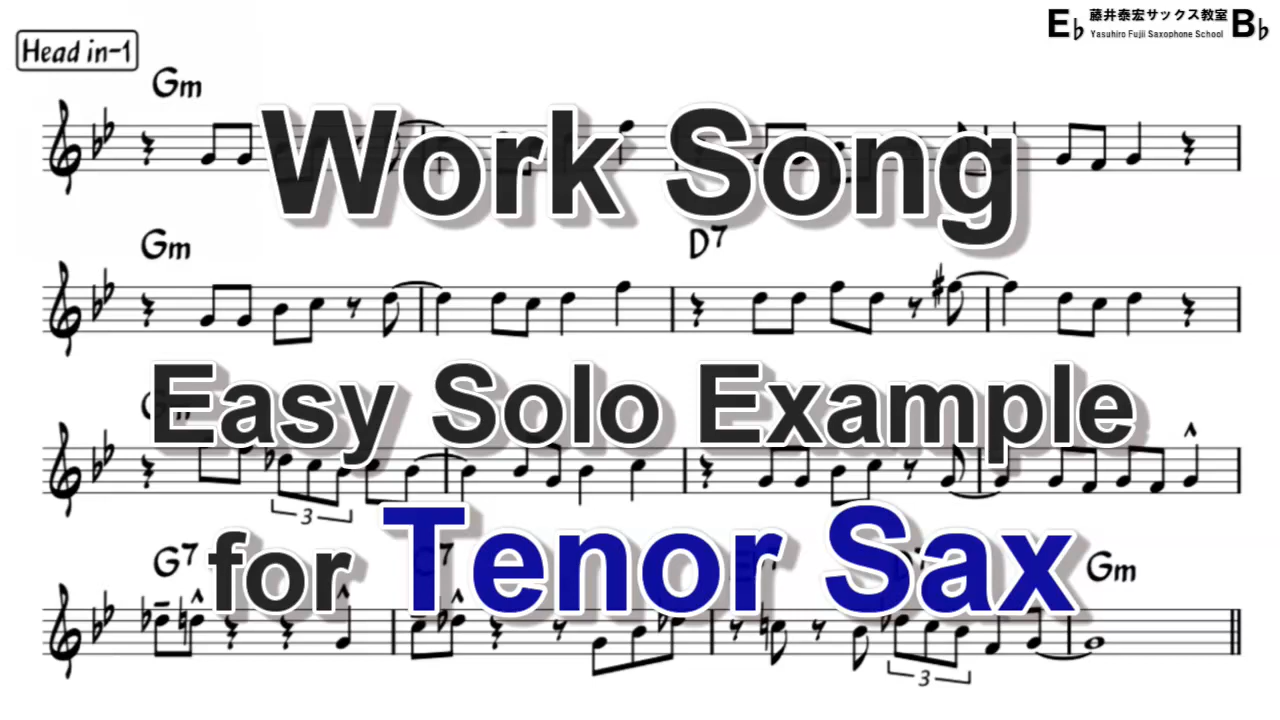 E♭ 藤井泰宏サックス教室 B♭
Yasuhiro Fujii Saxophone School
Head in-1
Gm
Work Song
Gm D7
Easy Solo Example
3
for Tenor Sax
G7 Gm
3